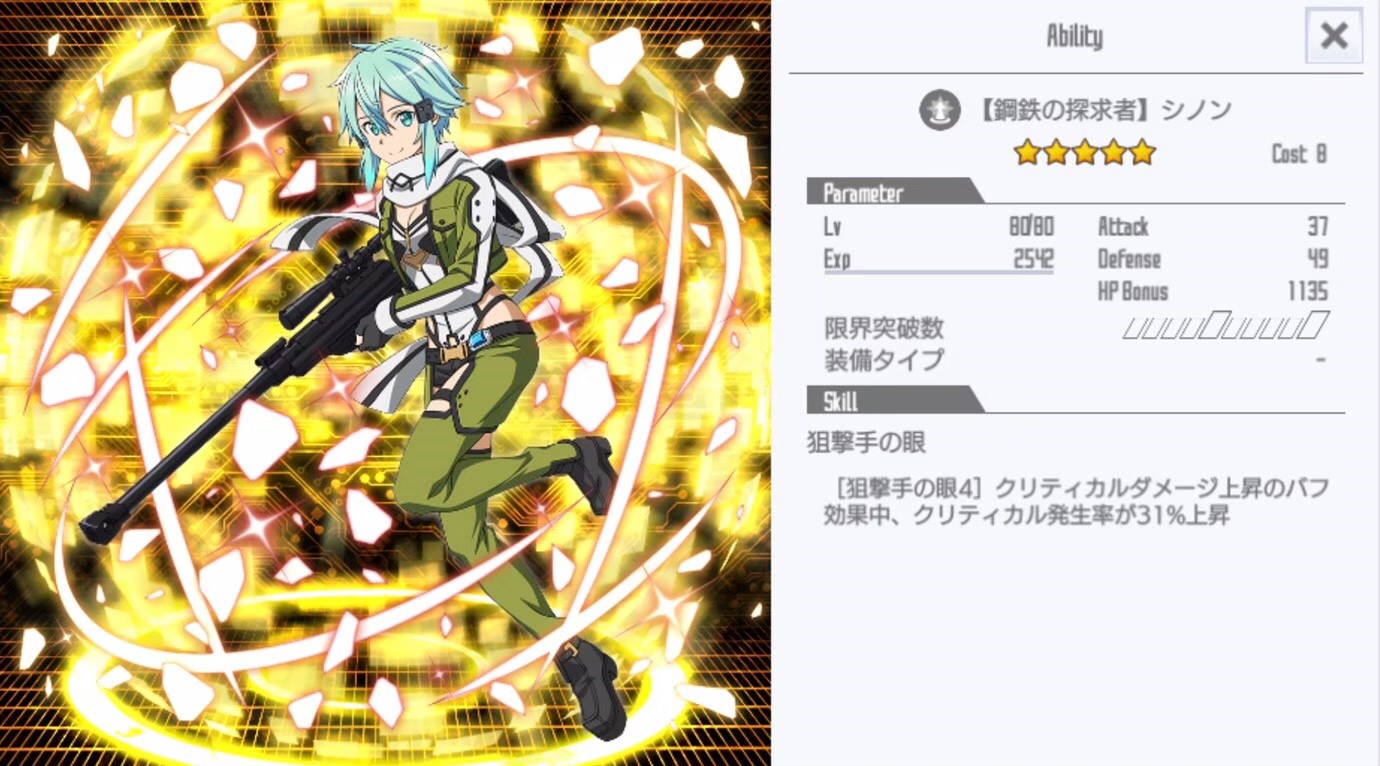 Ability
【鋼鉄の探求者】シノン
Cost 8
Parameter
Lv 80/80 Attack 37
Exp 2542 Defense 49
HP Bonus 1135
限界突破数
装備タイプ -
Skill
狙撃手の眼
［狙撃手の眼4］クリティカルダメージ上昇のバフ
効果中、クリティカル発生率が31%上昇